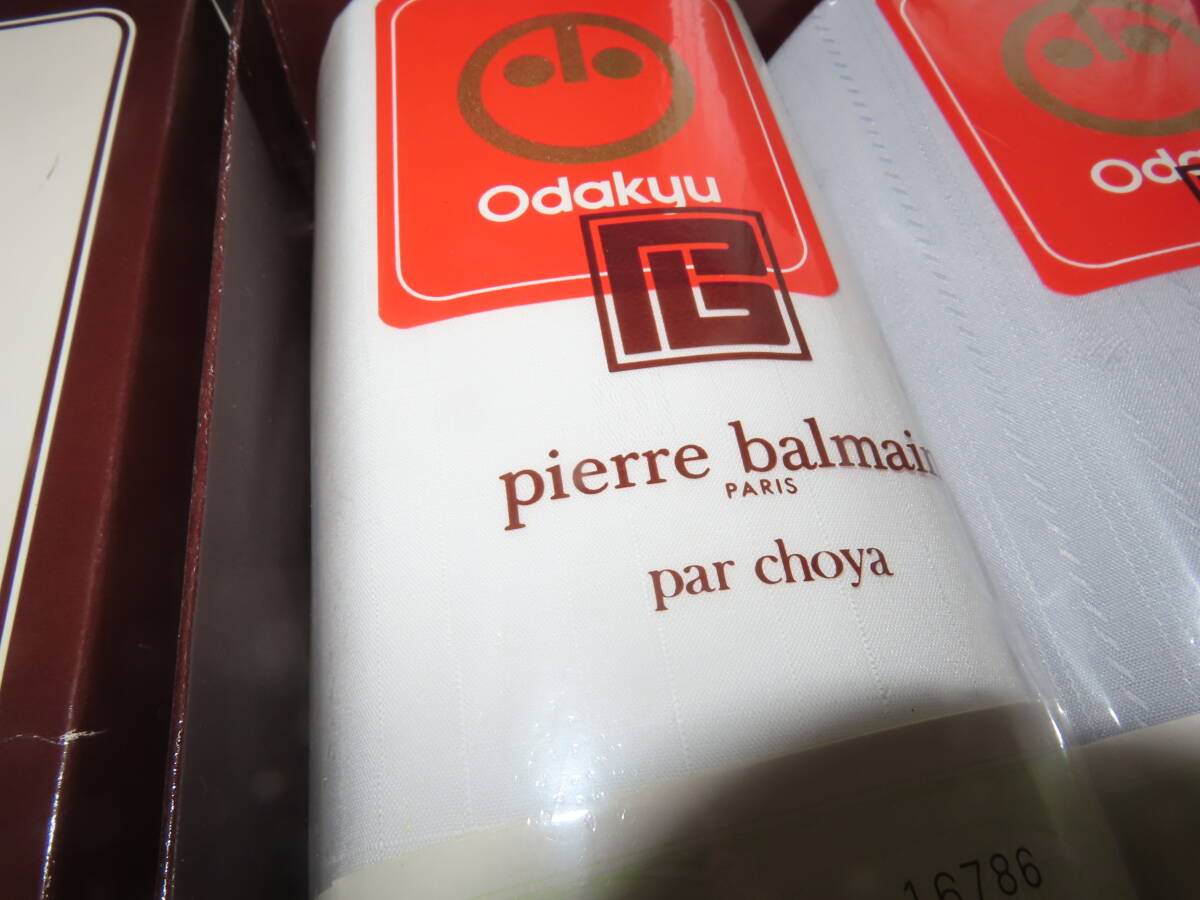 Odakyu
pierre balmain
PARIS
par choya
16786